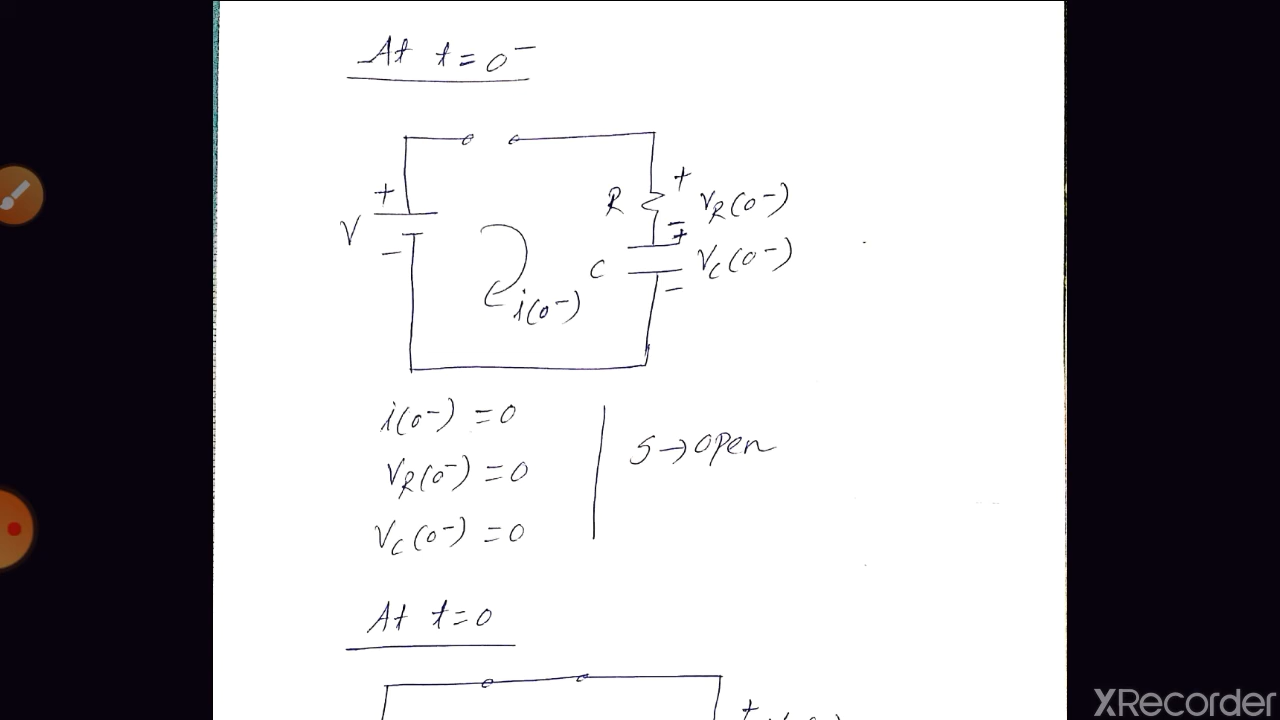 At t=0⁻
+
V
-
R
+
V_R(0⁻)
-
+
C
V_C(0⁻)
-
i(0⁻)
i(0⁻) = 0
V_R(0⁻) = 0
V_C(0⁻) = 0
S→open
At t=0
+
XRecorder